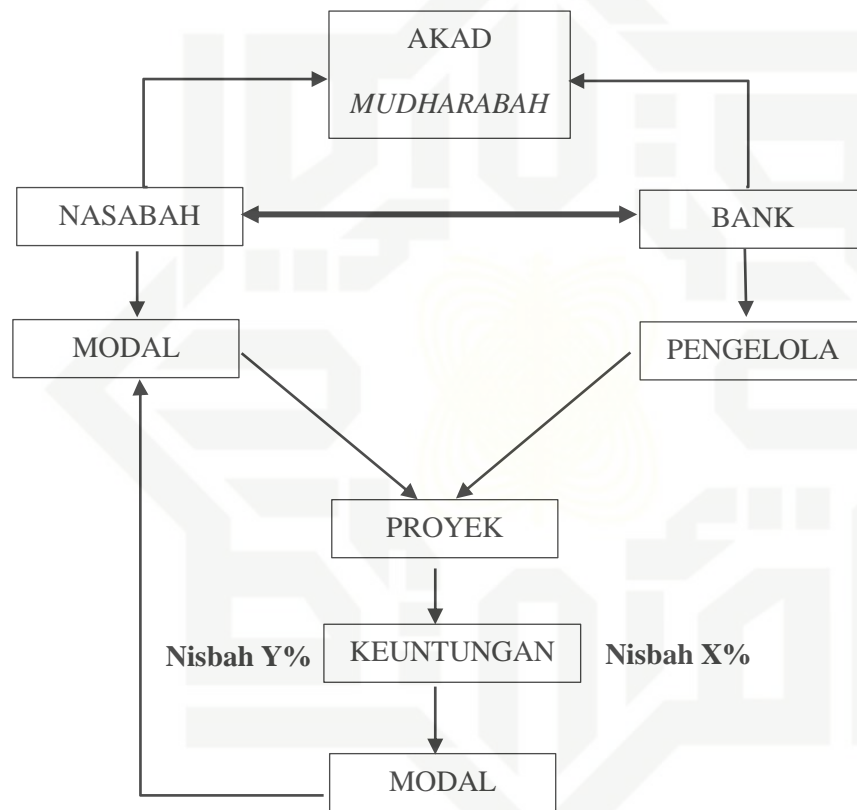 AKAD
MUDHARABAH
NASABAH
BANK
MODAL
PENGELOLA
PROYEK
Nisbah Y%
KEUNTUNGAN
Nisbah X%
MODAL